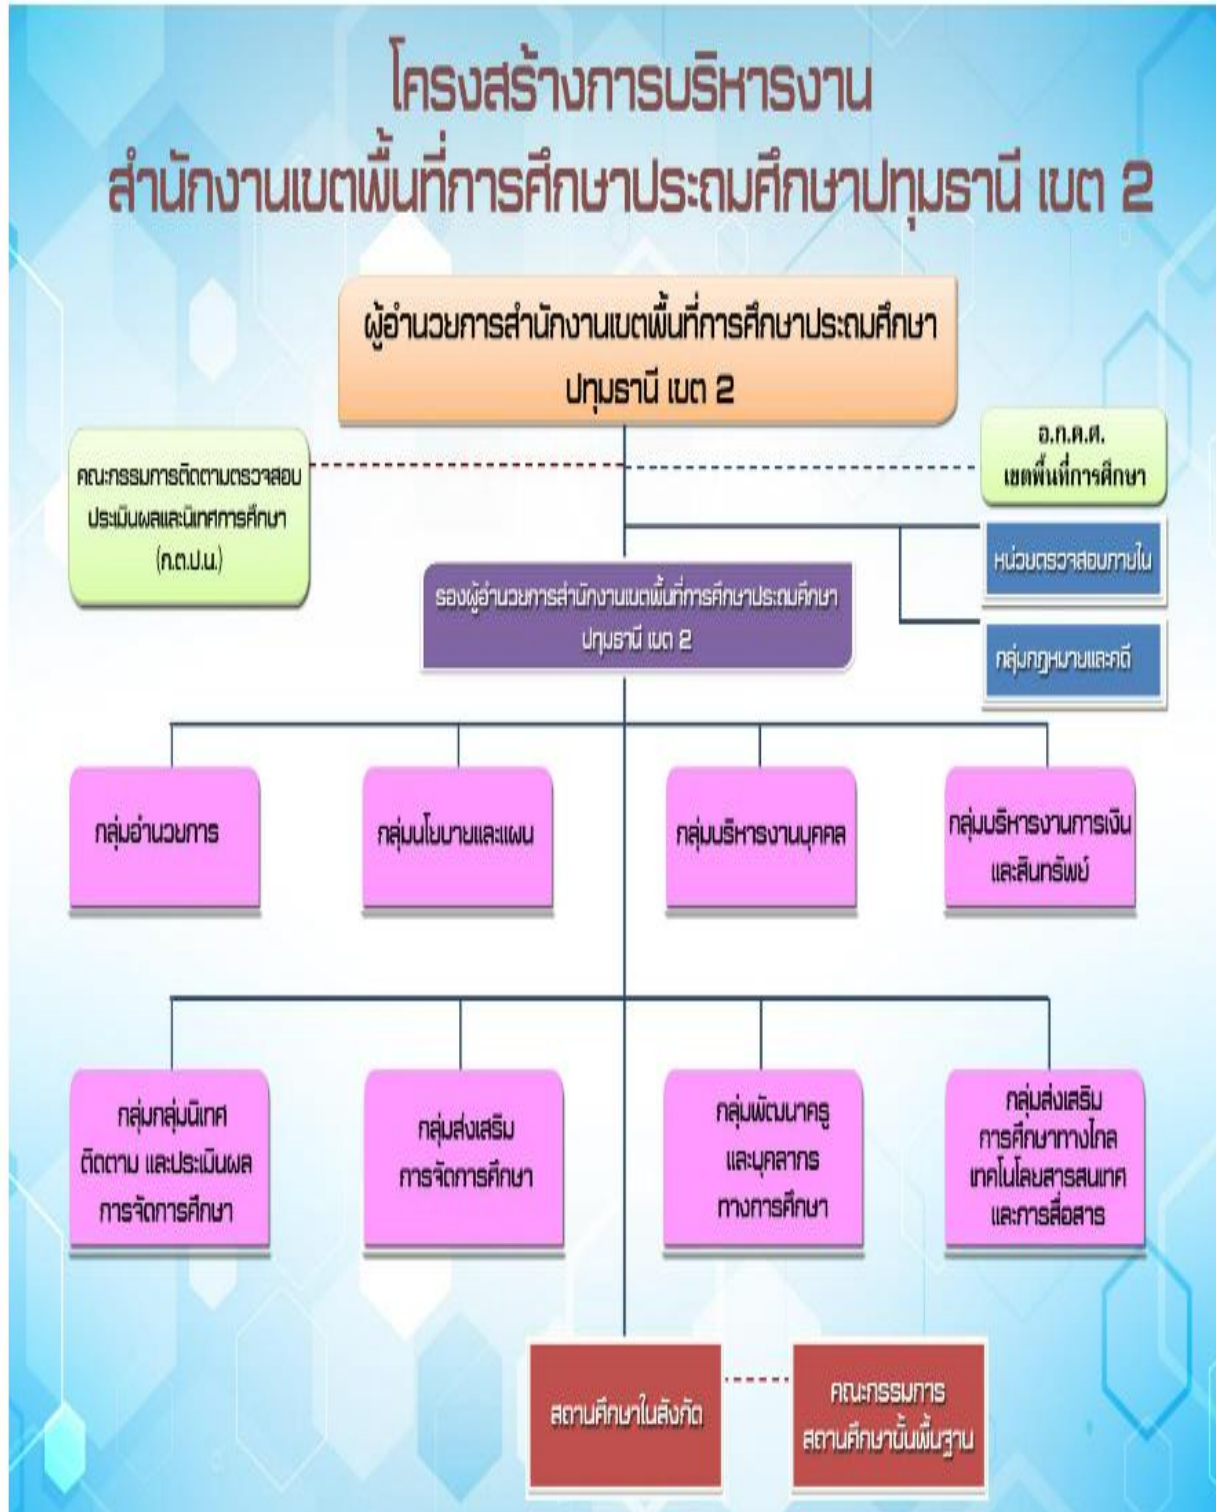 โครงสร้างการบริหารงาน
สำนักงานเขตพื้นที่การศึกษาประถมศึกษาปทุมธานี เขต 2
ผู้อำนวยการสำนักงานเขตพื้นที่การศึกษาประถมศึกษา
ปทุมธานี เขต 2
คณะกรรมการติดตามตรวจสอบ
ประเมินผลและนิเทศการศึกษา
(ก.ต.ป.น.)
อ.ก.ค.ศ.
เขตพื้นที่การศึกษา
หน่วยตรวจสอบภายใน
รองผู้อำนวยการสำนักงานเขตพื้นที่การศึกษาประถมศึกษา
ปทุมธานี เขต 2
กลุ่มกฎหมายและคดี
กลุ่มอำนวยการ
กลุ่มนโยบายและแผน
กลุ่มบริหารงานบุคคล
กลุ่มบริหารงานการเงิน
และสินทรัพย์
กลุ่มกลุ่มนิเทศ
ติดตาม และประเมินผล
การจัดการศึกษา
กลุ่มส่งเสริม
การจัดการศึกษา
กลุ่มพัฒนาครู
และบุคลากร
ทางการศึกษา
กลุ่มส่งเสริม
การศึกษาทางไกล
เทคโนโลยสารสนเทศ
และการสื่อสาร
สถานศึกษาในสังกัด
คณะกรรมการ
สถานศึกษาขั้นพื้นฐาน